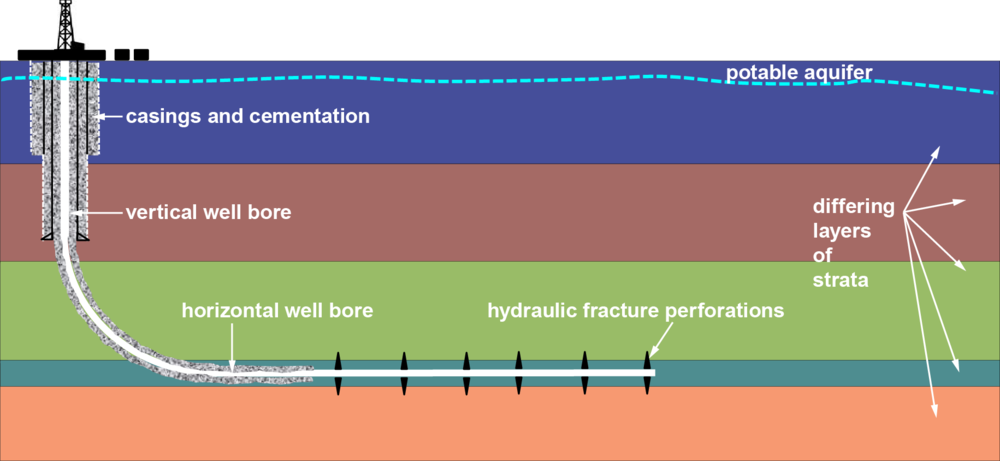 potable aquifer
casings and cementation
vertical well bore
differing
layers
of
strata
horizontal well bore
hydraulic fracture perforations